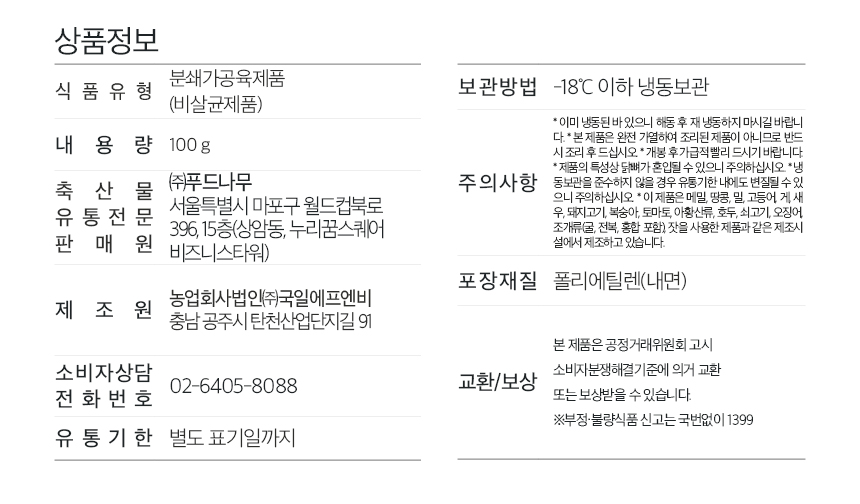 상품정보
식 품 유 형
분쇄가공육제품
(비살균제품)
내 용 량
100 g
축 산 물
유 통 전 문
판 매 원
㈜푸드나무
서울특별시 마포구 월드컵북로
396, 15층(상암동, 누리꿈스퀘어
비즈니스타워)
제 조 원
농업회사법인㈜국일에프엔비
충남 공주시 탄천산업단지길 91
소비자상담
전 화 번 호
02-6405-8088
유 통 기 한
별도 표기일까지
보관방법
-18℃ 이하 냉동보관
주의사항
* 이미 냉동된 바 있으니 해동 후 재 냉동하지 마시길 바랍니
다. * 본 제품은 완전 가열하여 조리된 제품이 아니므로 반드
시 조리 후 드십시오. * 개봉 후 가급적 빨리 드시기 바랍니다.
* 제품의 특성상 닭뼈가 혼입될 수 있으니 주의하십시오. * 냉
동보관을 준수하지 않을 경우 유통기한 내에도 변질될 수 있
으니 주의하십시오. * 이 제품은 메밀, 땅콩, 밀, 고등어, 게, 새
우, 돼지고기, 복숭아, 토마토, 아황산류, 호두, 쇠고기, 오징어,
조개류(굴, 전복, 홍합 포함), 잣을 사용한 제품과 같은 제조시
설에서 제조하고 있습니다.
포장재질
폴리에틸렌(내면)
교환/보상
본 제품은 공정거래위원회 고시
소비자분쟁해결기준에 의거 교환
또는 보상받을 수 있습니다.
※부정·불량식품 신고는 국번없이 1399